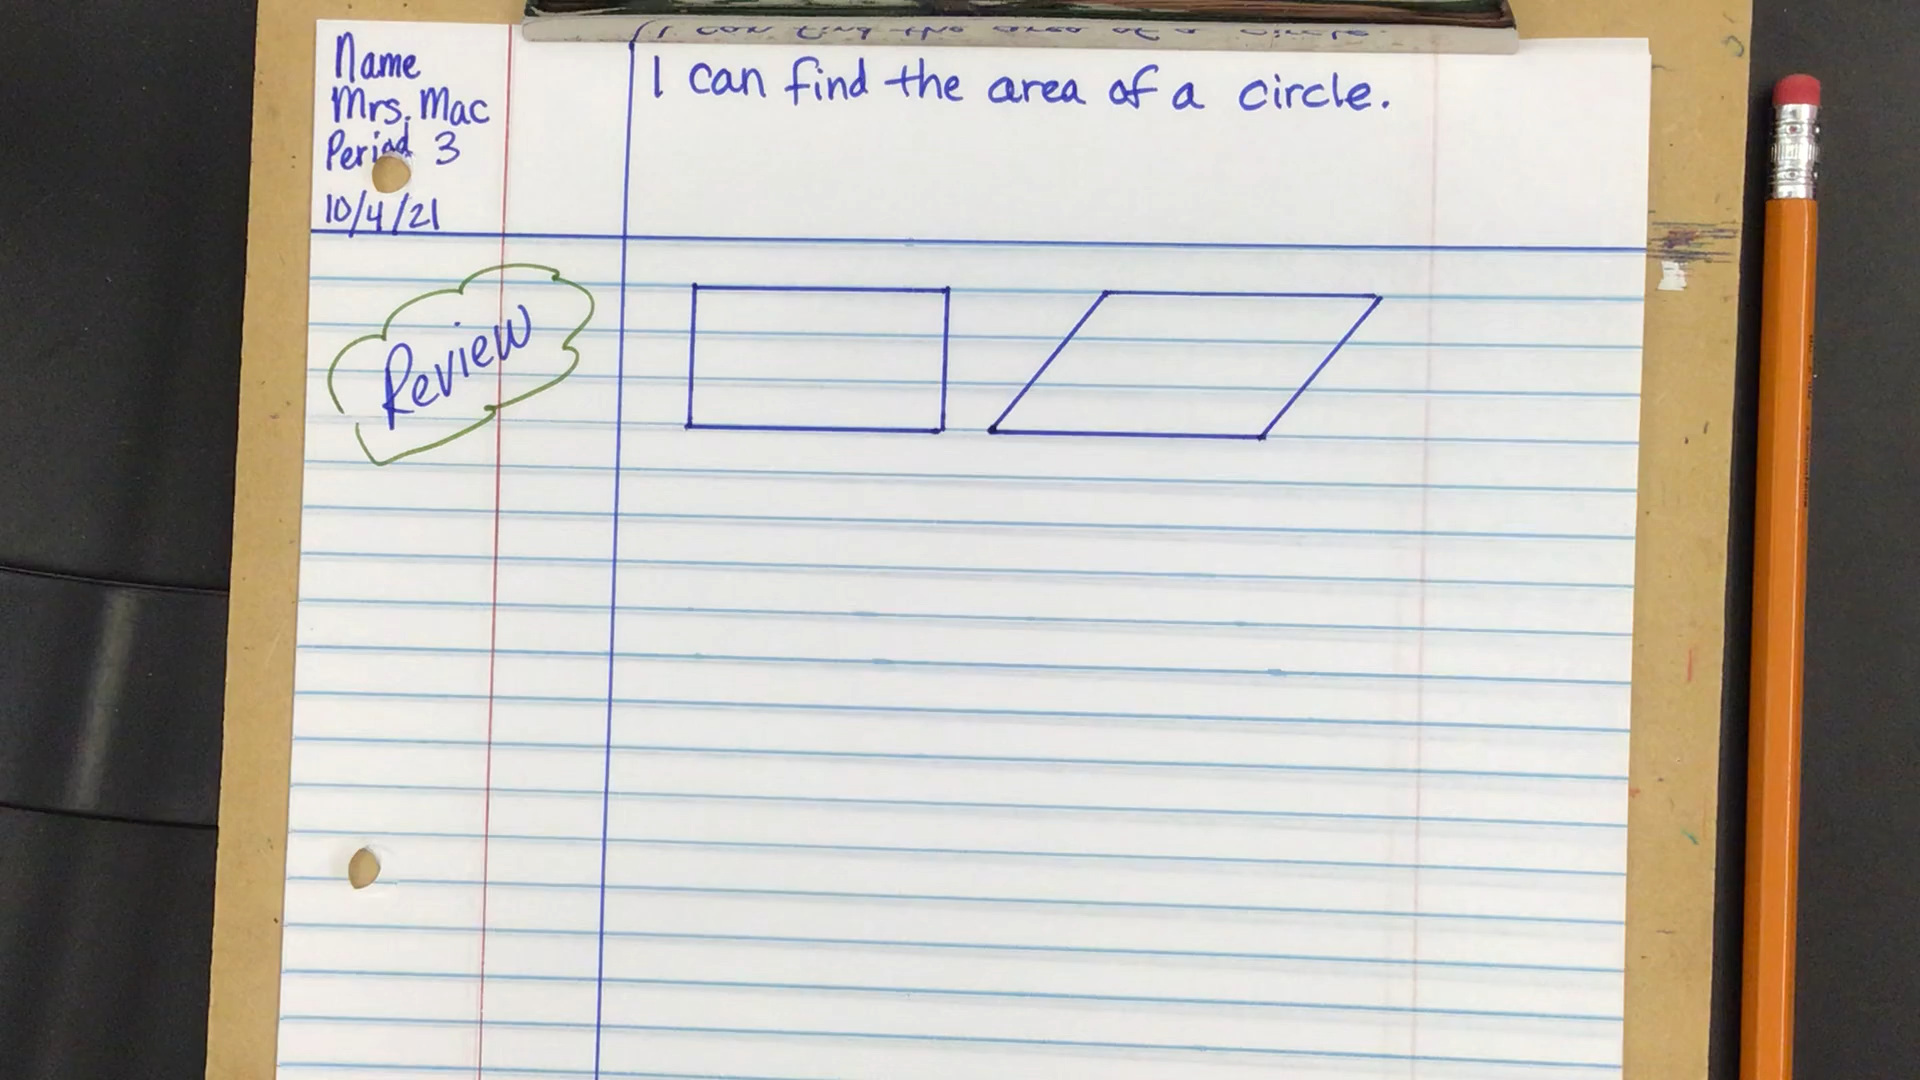 Name
Mrs. Mac
Period 3
10/4/21
I can find the area of a circle.
Review